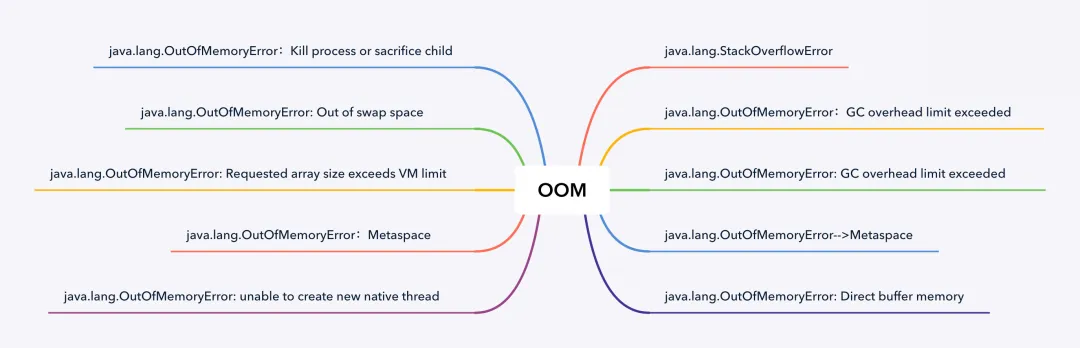 java.lang.OutOfMemoryError：Kill process or sacrifice child
java.lang.OutOfMemoryError: Out of swap space
java.lang.OutOfMemoryError: Requested array size exceeds VM limit
java.lang.OutOfMemoryError：Metaspace
java.lang.OutOfMemoryError: unable to create new native thread
OOM
java.lang.StackOverflowError
java.lang.OutOfMemoryError：GC overhead limit exceeded
java.lang.OutOfMemoryError: GC overhead limit exceeded
java.lang.OutOfMemoryError-->Metaspace
java.lang.OutOfMemoryError: Direct buffer memory